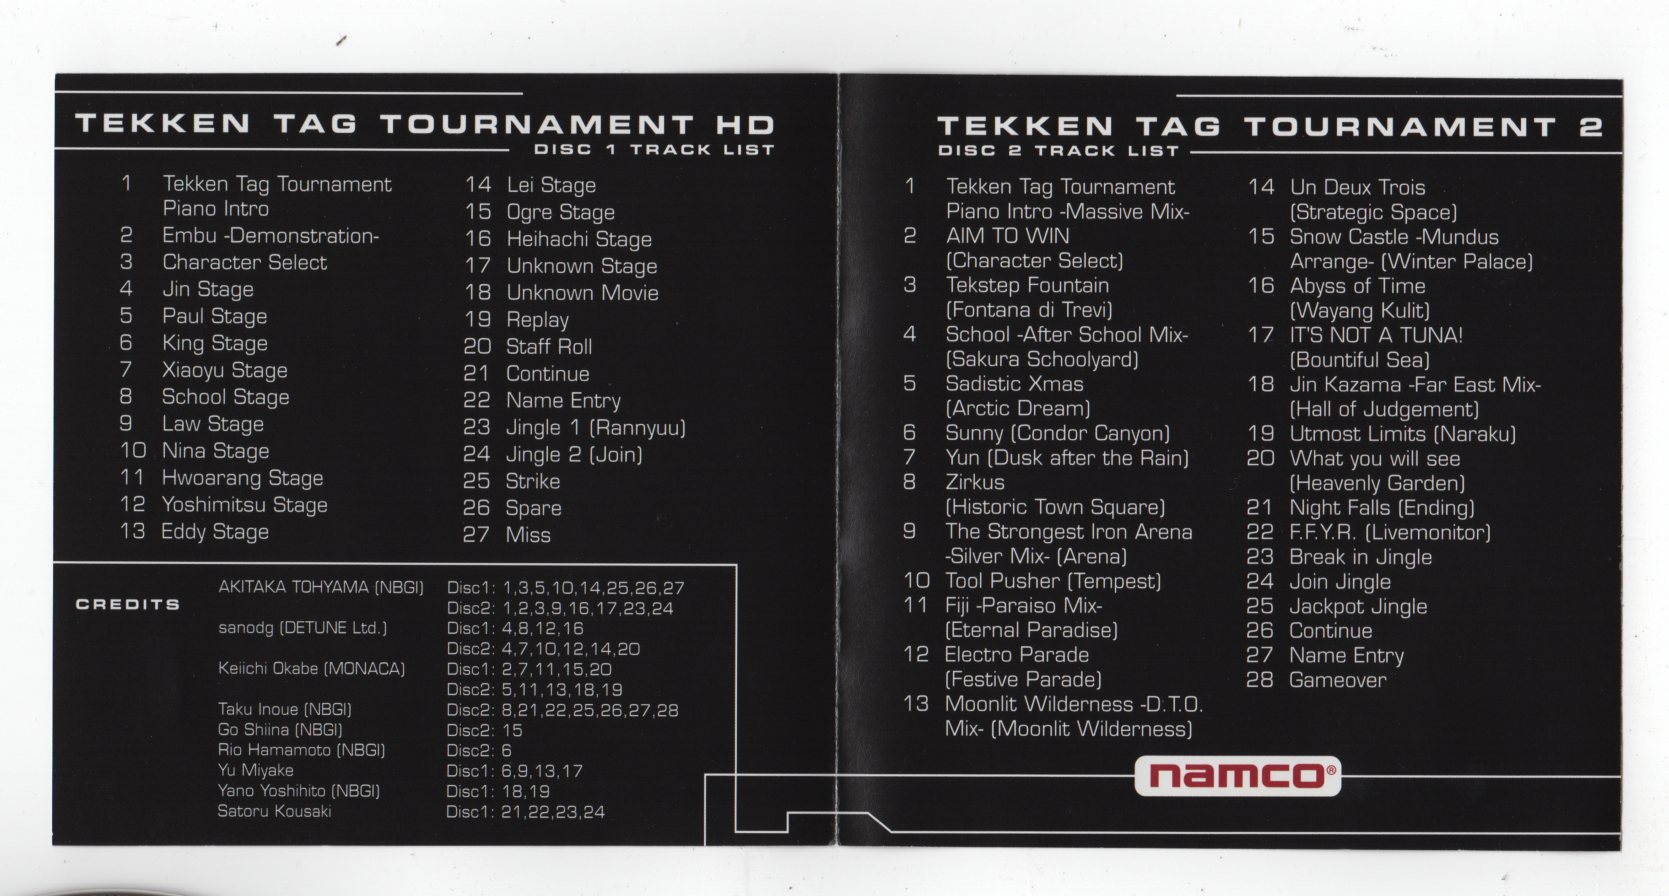 TEKKEN TAG TOURNAMENT HD
DISC 1 TRACK LIST
1 Tekken Tag Tournament
Piano Intro
2 Embu -Demonstration-
3 Character Select
4 Jin Stage
5 Paul Stage
6 King Stage
7 Xiaoyu Stage
8 School Stage
9 Law Stage
10 Nina Stage
11 Hwoarang Stage
12 Yoshimitsu Stage
13 Eddy Stage
14 Lei Stage
15 Ogre Stage
16 Heihachi Stage
17 Unknown Stage
18 Unknown Movie
19 Replay
20 Staff Roll
21 Continue
22 Name Entry
23 Jingle 1 (Rannyuu)
24 Jingle 2 (Join)
25 Strike
26 Spare
27 Miss
CREDITS
AKITAKA TOHYAMA (NBGI) Disc1: 1,3,5,10,14,25,26,27
Disc2: 1,2,3,9,16,17,23,24
sanodg (DETUNE Ltd.) Disc1: 4,8,12,16
Disc2: 4,7,10,12,14,20
Keiichi Okabe (MONACA) Disc1: 2,7,11,15,20
Disc2: 5,11,13,18,19
Taku Inoue (NBGI) Disc2: 8,21,22,25,26,27,28
Go Shiina (NBGI) Disc2: 15
Rio Hamamoto (NBGI) Disc2: 6
Yu Miyake Disc1: 6,9,13,17
Yano Yoshihito (NBGI) Disc1: 18,19
Satoru Kousaki Disc1: 21,22,23,24
TEKKEN TAG TOURNAMENT 2
DISC 2 TRACK LIST
1 Tekken Tag Tournament
Piano Intro -Massive Mix-
2 AIM TO WIN
(Character Select)
3 Tekstep Fountain
(Fontana di Trevi)
4 School -After School Mix-
(Sakura Schoolyard)
5 Sadistic Xmas
(Arctic Dream)
6 Sunny (Condor Canyon)
7 Yun (Dusk after the Rain)
8 Zirkus
(Historic Town Square)
9 The Strongest Iron Arena
-Silver Mix- (Arena)
10 Tool Pusher (Tempest)
11 Fiji -Paraiso Mix-
(Eternal Paradise)
12 Electro Parade
(Festive Parade)
13 Moonlit Wilderness -D.T.O.
Mix- (Moonlit Wilderness)
14 Un Deux Trois
(Strategic Space)
15 Snow Castle -Mundus
Arrange- (Winter Palace)
16 Abyss of Time
(Wayang Kulit)
17 IT'S NOT A TUNA!
(Bountiful Sea)
18 Jin Kazama -Far East Mix-
(Hall of Judgement)
19 Utmost Limits (Naraku)
20 What you will see
(Heavenly Garden)
21 Night Falls (Ending)
22 F.F.Y.R. (Livemonitor)
23 Break in Jingle
24 Join Jingle
25 Jackpot Jingle
26 Continue
27 Name Entry
28 Gameover
namco®